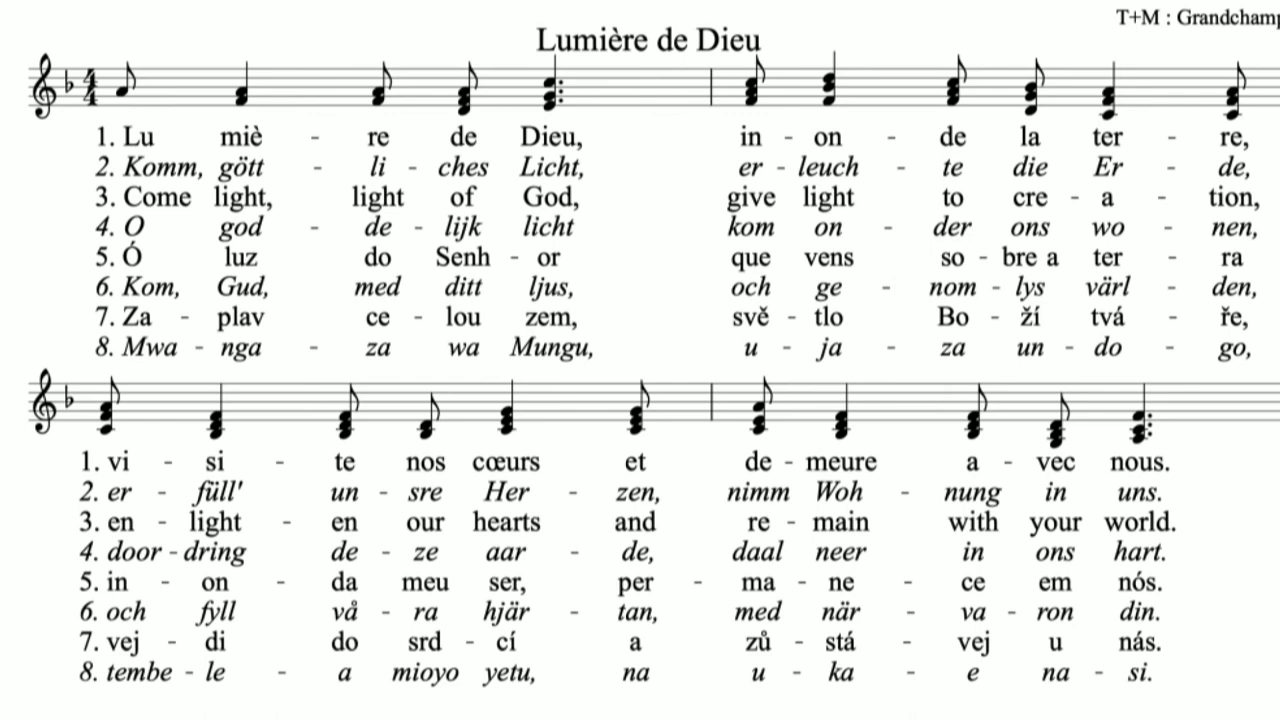 T+M : Grandchamp
Lumière de Dieu
4/4
1. Lu miè - re de Dieu, in - on - de la ter - re,
2. Komm, gött - li - ches Licht, er - leuch - te die Er - de,
3. Come light, light of God, give light to cre - a - tion,
4. O god - de - lijk licht kom on - der ons wo - nen,
5. Ó luz do Senh - or que vens so - bre a ter - ra
6. Kom, Gud, med ditt ljus, och ge - nom - lys värl - den,
7. Za - plav ce - lou zem, svě - tlo Bo - ží tvá - ře,
8. Mwa - nga - za wa Mungu, u - ja - za un - do - go,
1. vi - si - te nos cœurs et de - meure a - vec nous.
2. er - füll' un - sre Her - zen, nimm Woh - nung in uns.
3. en - light - en our hearts and re - main with your world.
4. door - dring de - ze aar - de, daal neer in ons hart.
5. in - on - da meu ser, per - ma - ne - ce em nós.
6. och fyll vå - ra hjär - tan, med när - va - ron din.
7. vej - di do srd - cí a zů - stá - vej u nás.
8. tembe - le - a mioyo yetu, na u - ka - e na - si.